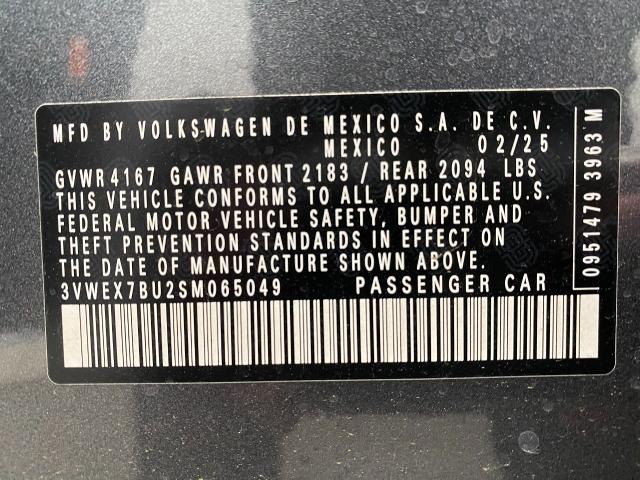 MFD BY VOLKSWAGEN DE MEXICO S.A. DE C.V.
MEXICO 02/25
GVWR 4167 GAWR FRONT 2183 / REAR 2094 LBS
THIS VEHICLE CONFORMS TO ALL APPLICABLE U.S.
FEDERAL MOTOR VEHICLE SAFETY, BUMPER AND
THEFT PREVENTION STANDARDS IN EFFECT ON
THE DATE OF MANUFACTURE SHOWN ABOVE.
3VWEX7BU2SM065049 PASSENGER CAR
0951479 3963 M